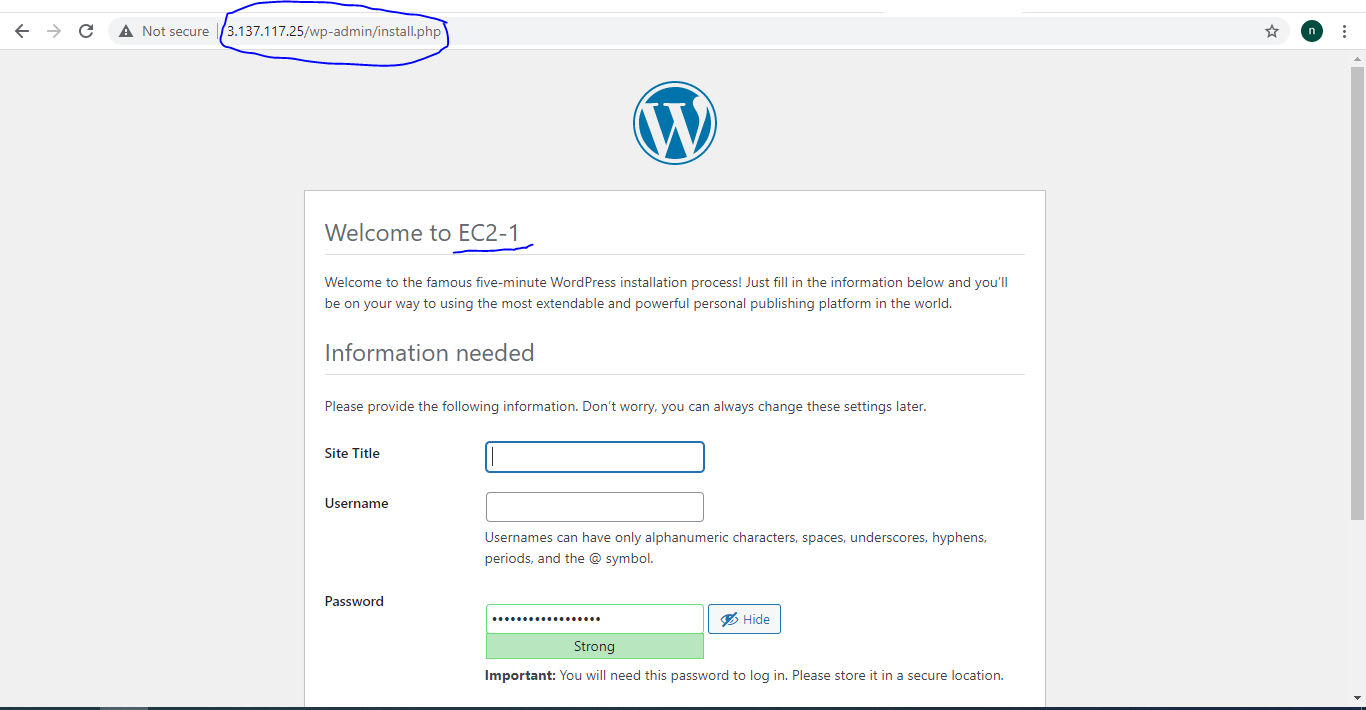 Not secure | 3.137.117.25/wp-admin/install.php
n
W
Welcome to EC2-1
Welcome to the famous five-minute WordPress installation process! Just fill in the information below and you’ll
be on your way to using the most extendable and powerful personal publishing platform in the world.
Information needed
Please provide the following information. Don’t worry, you can always change these settings later.
Site Title
Username
Usernames can have only alphanumeric characters, spaces, underscores, hyphens,
periods, and the @ symbol.
Password
•••••••••••••••••• Hide
Strong
Important: You will need this password to log in. Please store it in a secure location.